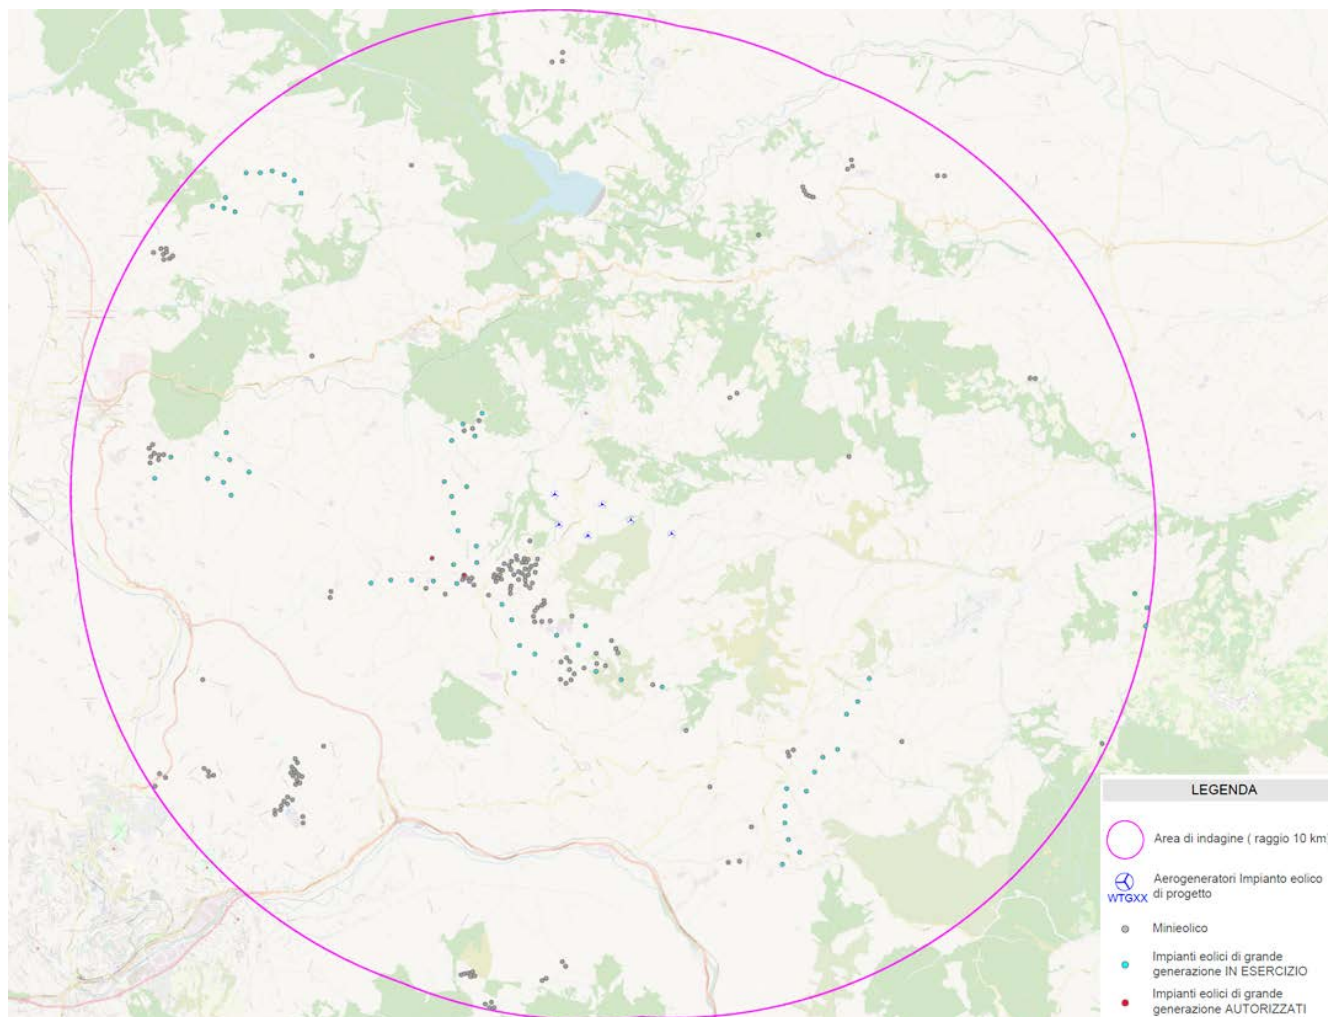 LEGENDA
Area di indagine ( raggio 10 km)
Aerogeneratori Impianto eolico
di progetto
WTGXX
Minieolico
Impianti eolici di grande
generazione IN ESERCIZIO
Impianti eolici di grande
generazione AUTORIZZATI